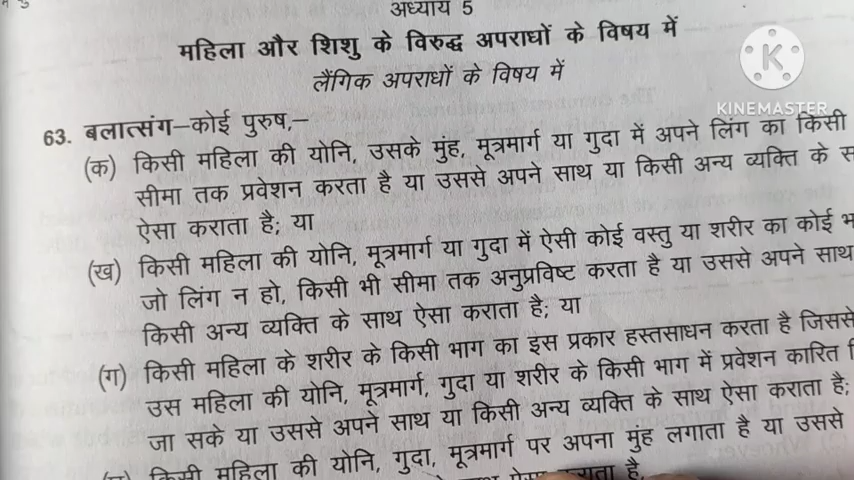 अध्याय 5
महिला और शिशु के विरुद्ध अपराधों के विषय में
लैंगिक अपराधों के विषय में
KINEMASTER
63. बलात्संग–कोई पुरुष,–
(क) किसी महिला की योनि, उसके मुंह, मूत्रमार्ग या गुदा में अपने लिंग का किसी
सीमा तक प्रवेशन करता है या उससे अपने साथ या किसी अन्य व्यक्ति के
ऐसा कराता है; या
(ख) किसी महिला की योनि, मूत्रमार्ग या गुदा में ऐसी कोई वस्तु या शरीर का कोई
जो लिंग न हो, किसी भी सीमा तक अनुप्रविष्ट करता है या उससे अपने साथ
किसी अन्य व्यक्ति के साथ ऐसा कराता है; या
(ग) किसी महिला के शरीर के किसी भाग का इस प्रकार हस्तसाधन करता है जिससे
उस महिला की योनि, मूत्रमार्ग, गुदा या शरीर के किसी भाग में प्रवेशन कारित
जा सके या उससे अपने साथ या किसी अन्य व्यक्ति के साथ ऐसा कराता है;
किसी महिला की योनि, गुदा, मूत्रमार्ग पर अपना मुंह लगाता है या उससे